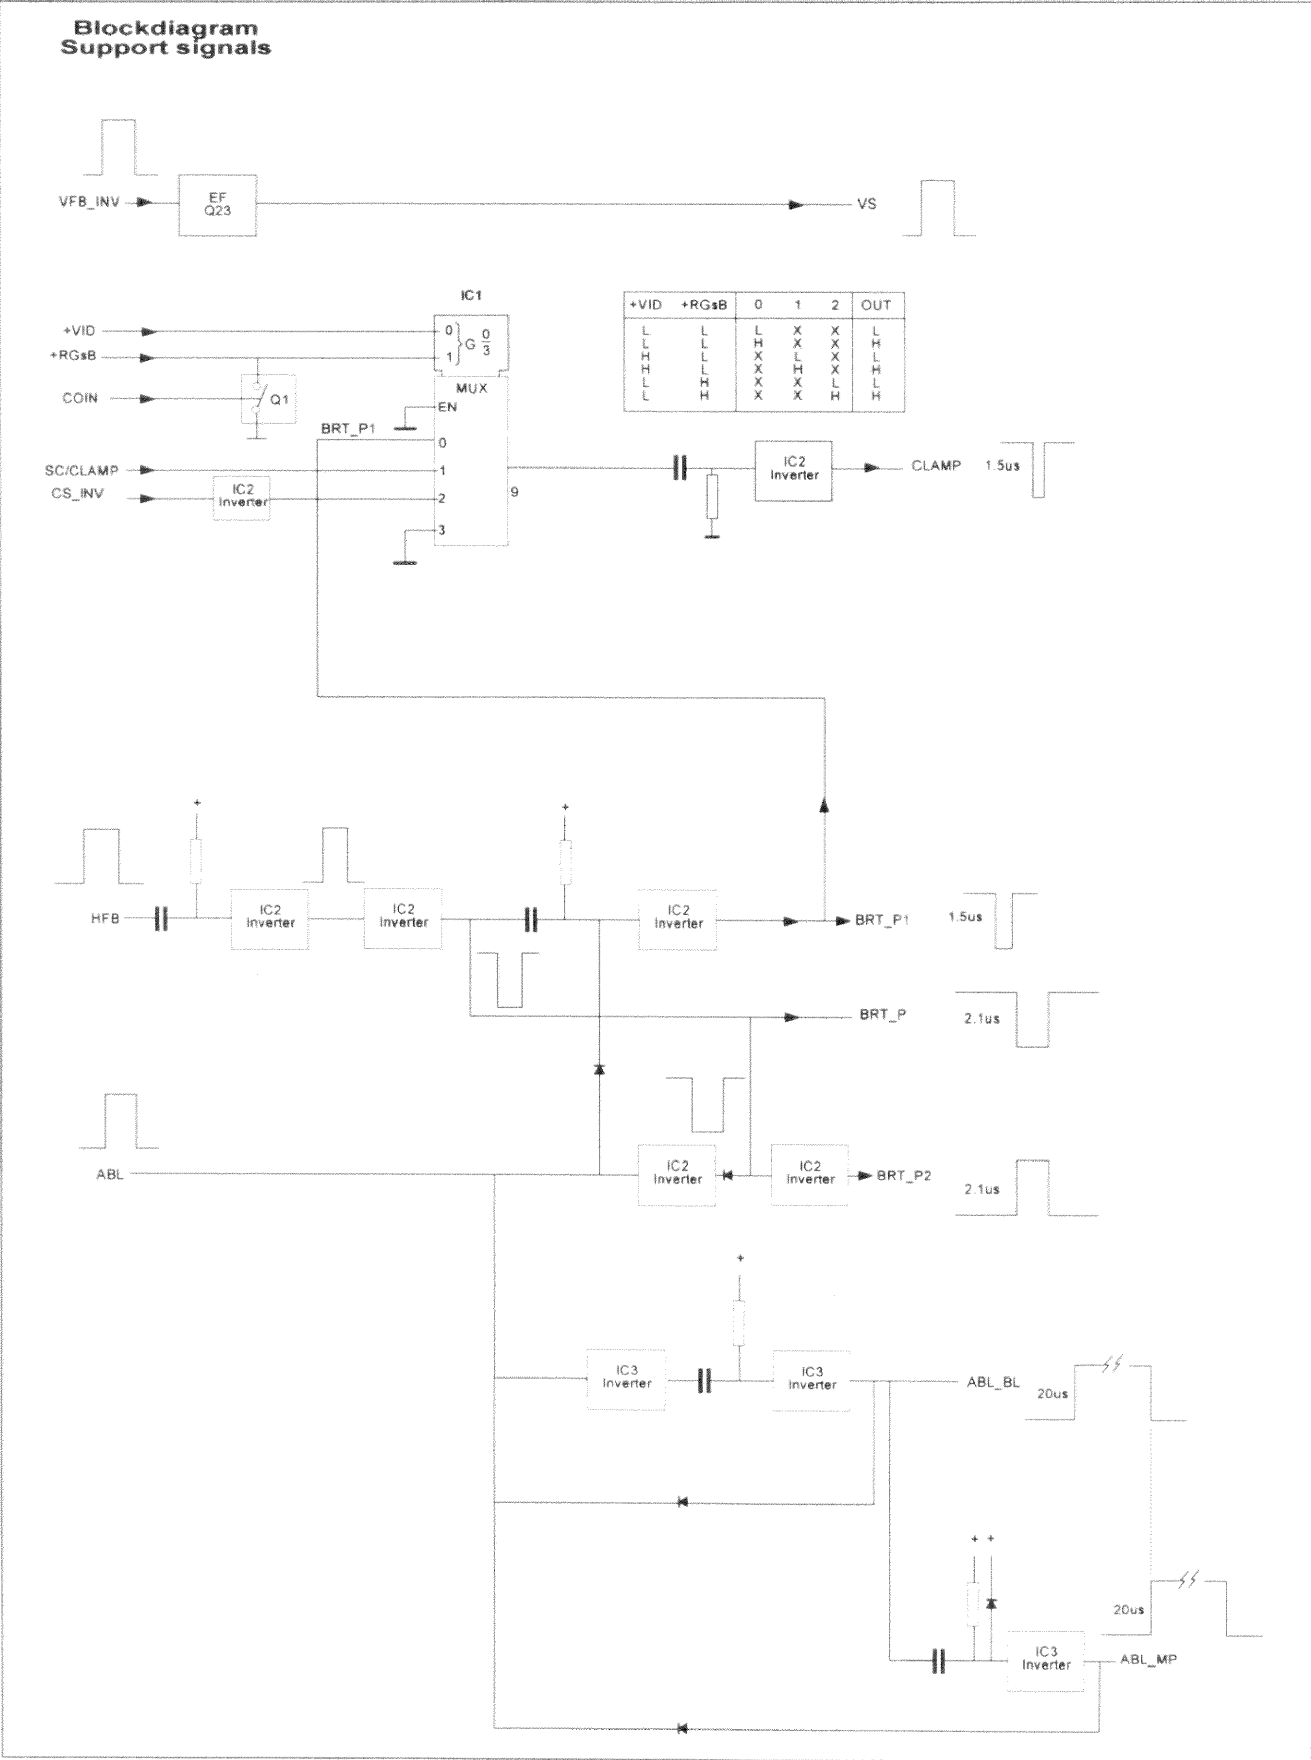 Blockdiagram
Support signals
VFB_INV
EF
Q23
VS
IC1
+VID
+RGsB
COIN
Q1
0
1
G 0
3
MUX
EN
BRT_P1
0
SC/CLAMP
1
CS_INV
IC2
Inverter
2
9
3
+VID +RGsB 0 1 2 OUT
L L L X X L
L L H X X H
H L X L X L
H L X H X H
L H X X L L
L H X X H H
IC2
Inverter
CLAMP
1.5us
+
+
HFB
IC2
Inverter
IC2
Inverter
IC2
Inverter
BRT_P1
1.5us
BRT_P
2.1us
ABL
IC2
Inverter
IC2
Inverter
BRT_P2
2.1us
+
IC3
Inverter
IC3
Inverter
ABL_BL
20us
+ +
20us
IC3
Inverter
ABL_MP